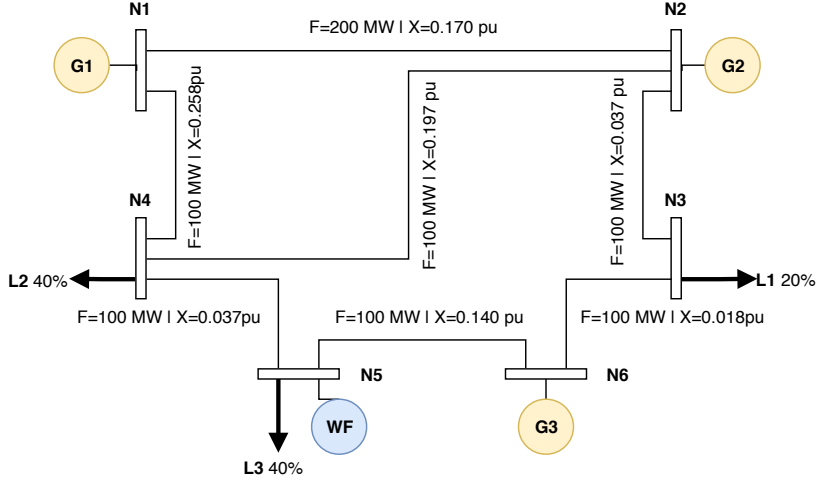 N1
N2
F=200 MW | X=0.170 pu
G1
G2
F=100 MW | X=0.258pu
F=100 MW | X=0.197 pu
F=100 MW | X=0.037 pu
N4
N3
L2 40%
L1 20%
F=100 MW | X=0.037pu
F=100 MW | X=0.140 pu
F=100 MW | X=0.018pu
N5
N6
WF
G3
L3 40%